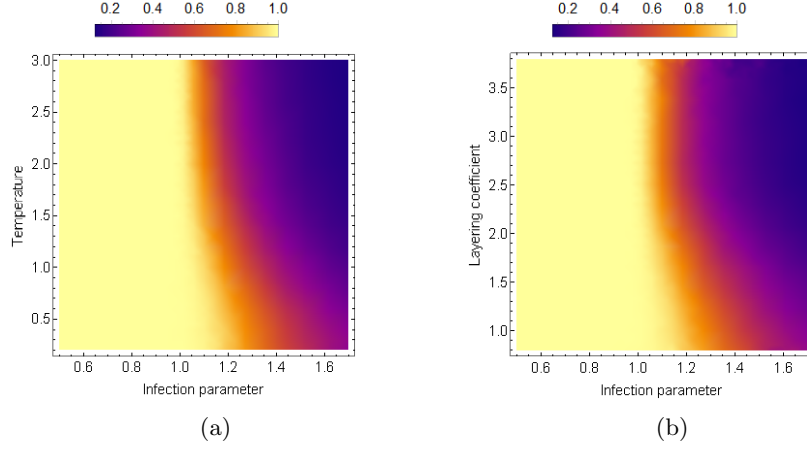 0.2 0.4 0.6 0.8 1.0
3.0
2.5
2.0
1.5
1.0
0.5
Temperature
0.6 0.8 1.0 1.2 1.4 1.6
Infection parameter
(a)
0.2 0.4 0.6 0.8 1.0
3.5
3.0
2.5
2.0
1.5
1.0
Layering coefficient
0.6 0.8 1.0 1.2 1.4 1.6
Infection parameter
(b)